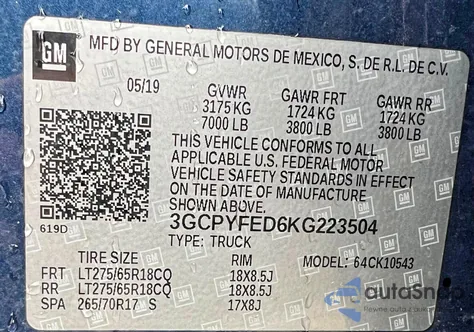 GM
MFD BY GENERAL MOTORS DE MEXICO, S. DE R.L. DE C.V.
05/19 GVWR GAWR FRT GAWR RR
3175 KG 1724 KG 1724 KG
7000 LB 3800 LB 3800 LB
THIS VEHICLE CONFORMS TO ALL
APPLICABLE U.S. FEDERAL MOTOR
VEHICLE SAFETY STANDARDS IN EFFECT
ON THE DATE OF MANUFACTURE
SHOWN ABOVE.
619D 3GCPYFED6KG223504
TYPE: TRUCK
TIRE SIZE RIM MODEL: 64CK10543
FRT LT275/65R18CQ 18X8.5J
RR LT275/65R18CQ 18X8.5J
SPA 265/70R17 S 17X8J
autoSnap
Pewne auto z